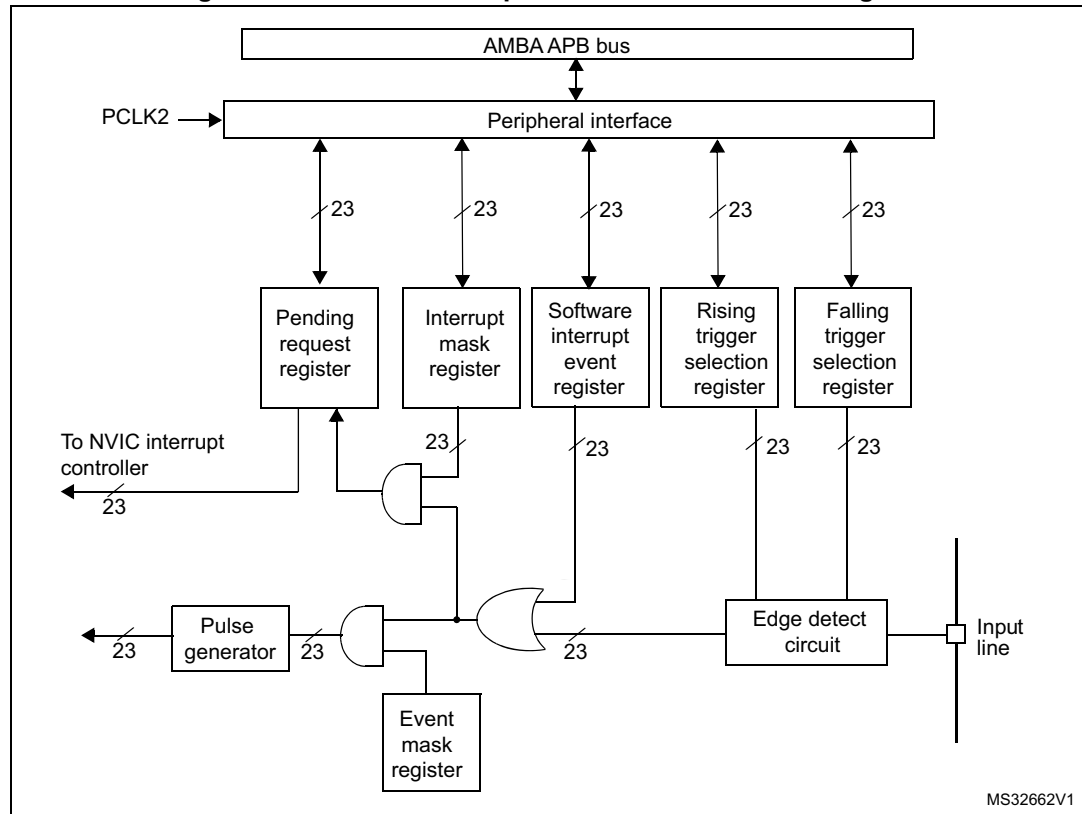 AMBA APB bus
PCLK2
Peripheral interface
23
23
23
23
23
Pending
request
register
Interrupt
mask
register
Software
interrupt
event
register
Rising
trigger
selection
register
Falling
trigger
selection
register
To NVIC interrupt
controller
23
23
23
23
23
Pulse
generator
23
23
23
Edge detect
circuit
Input
line
Event
mask
register
MS32662V1